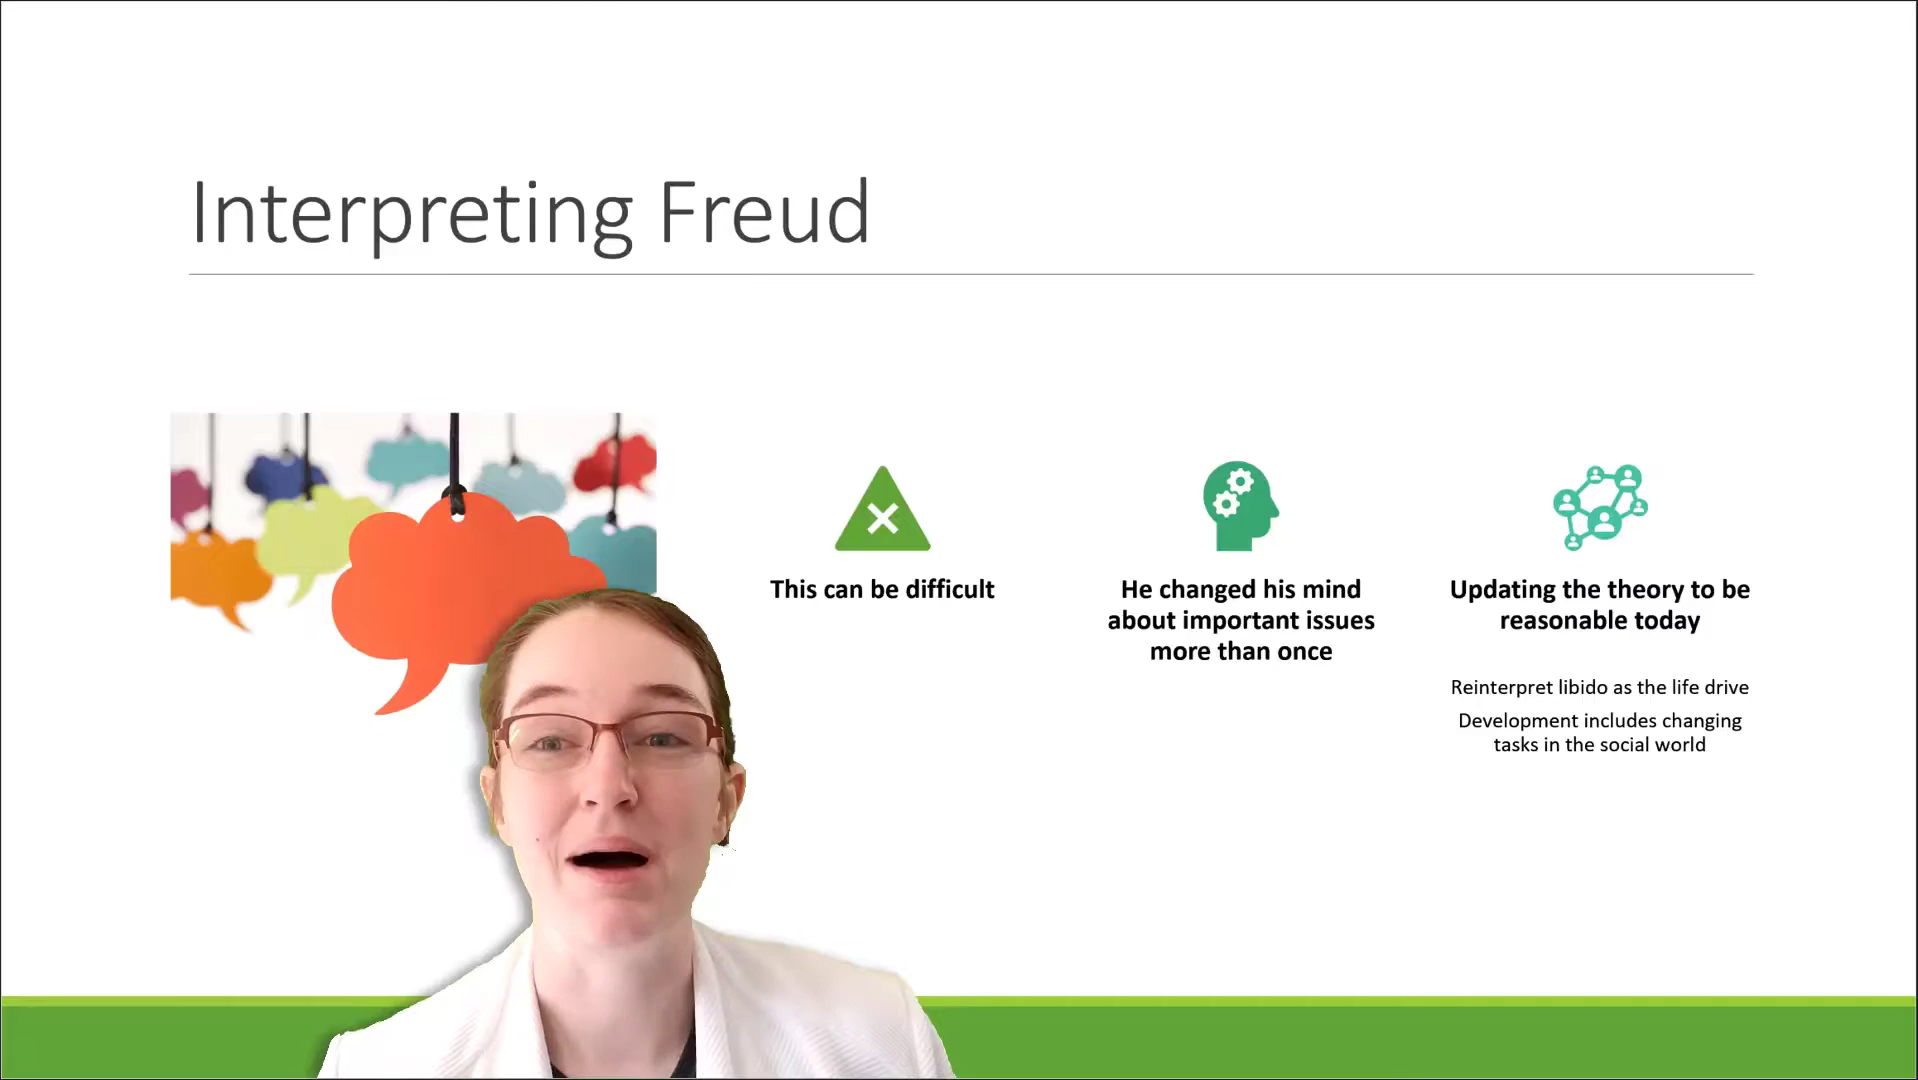 Interpreting Freud
This can be difficult
He changed his mind
about important issues
more than once
Updating the theory to be
reasonable today
Reinterpret libido as the life drive
Development includes changing
tasks in the social world